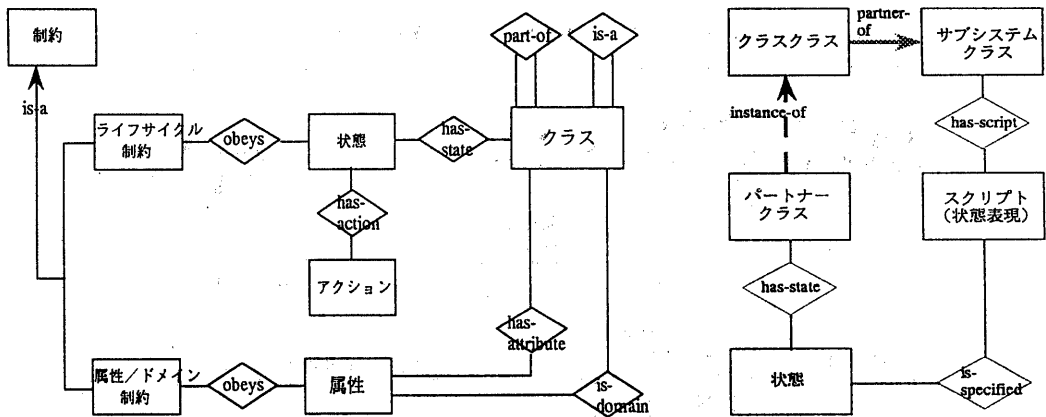 制約
is-a
ライフサイクル
制約
obeys
状態
has-
state
クラス
part-of
is-a
has-
action
アクション
has-
attribute
is-
domain
属性／ドメイン
制約
obeys
属性
クラスクラス
partner-
of
サブシステム
クラス
instance-of
has-script
パートナー
クラス
スクリプト
（状態表現）
has-state
状態
is-
specified